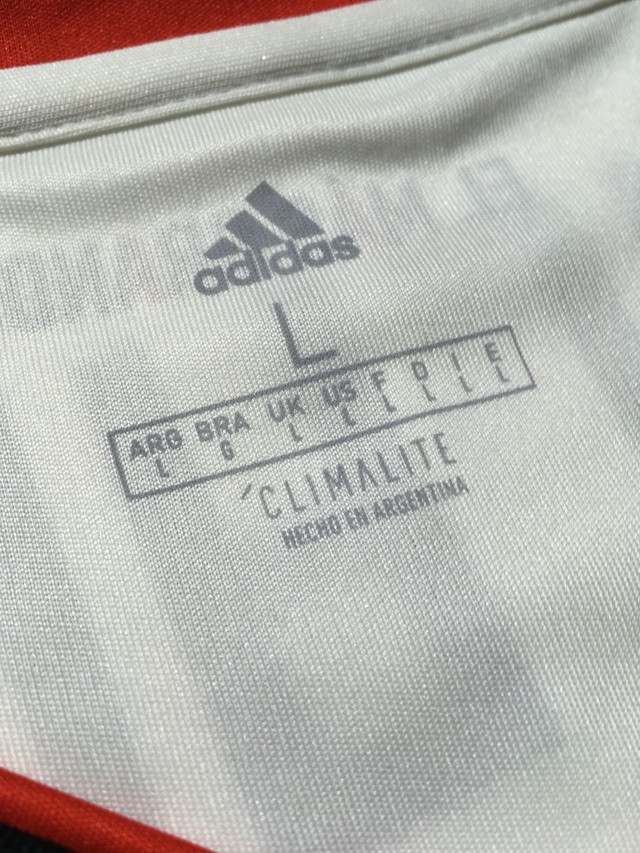 adidas
L
ARG BRA UK US F D I E
L G L L L L L L
CLIMALITE
HECHO EN ARGENTINA